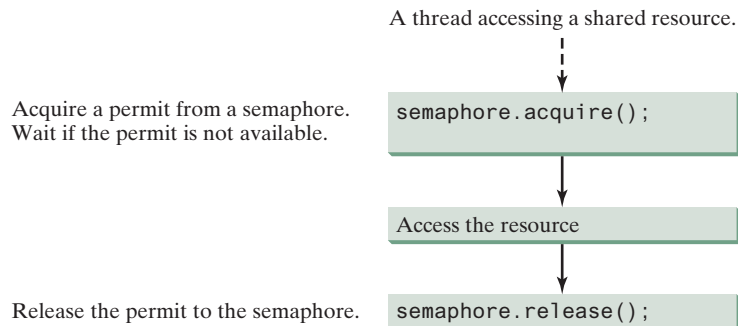 A thread accessing a shared resource.
Acquire a permit from a semaphore.
Wait if the permit is not available.
semaphore.acquire();
Access the resource
Release the permit to the semaphore.
semaphore.release();